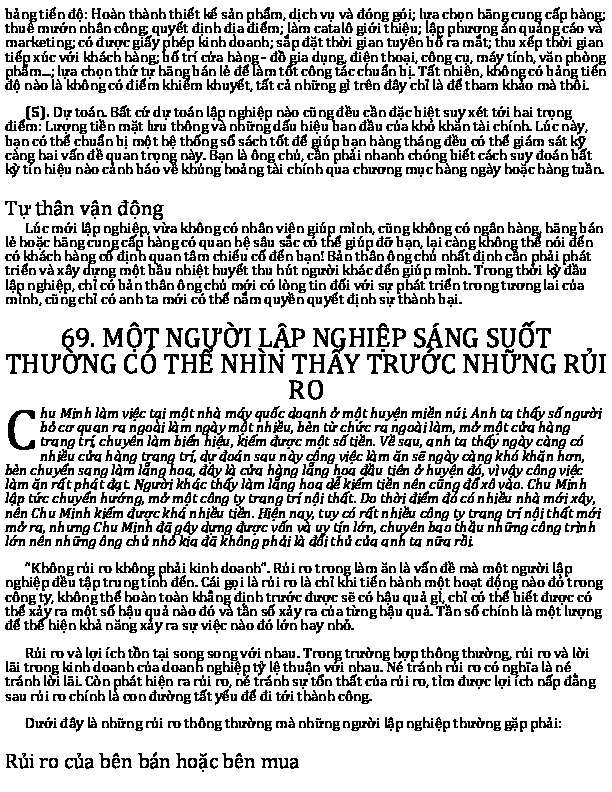 bảng tiến độ: Hoàn thành thiết kế sản phẩm, dịch vụ và đóng gói; lựa chọn hãng cung cấp hàng;
thuê mướn nhân công; quyết định địa điểm; làm catalô giới thiệu; lập phương án quảng cáo và
marketing; có được giấy phép kinh doanh; sắp đặt thời gian tuyên bố ra mắt; thu xếp thời gian
tiếp xúc với khách hàng; bố trí cửa hàng – đồ gia dụng, điện thoại, công cụ, máy tính, văn phòng
phẩm...; lựa chọn thứ tự hãng bán lẻ để làm tốt công tác chuẩn bị. Tất nhiên, không có bảng tiến
độ nào là không có điểm khiếm khuyết, tất cả những gì trên đây chỉ là để tham khảo mà thôi.
(5). Dự toán. Bất cứ dự toán lập nghiệp nào cũng đều cần đặc biệt suy xét tới hai trọng
điểm: Lượng tiền mặt lưu thông và những dấu hiệu ban đầu của khó khăn tài chính. Lúc này,
bạn có thể chuẩn bị một hệ thống sổ sách tốt để giúp bạn hàng tháng đều có thể giám sát kỹ
càng hai vấn đề quan trọng này. Bạn là ông chủ, cần phải nhanh chóng biết cách suy đoán bất
kỳ tín hiệu nào cảnh báo về khủng hoảng tài chính qua chương mục hàng ngày hoặc hàng tuần.
Tự thân vận động
Lúc mới lập nghiệp, vừa không có nhân viên giúp mình, cũng không có ngân hàng, hãng bán
lẻ hoặc hãng cung cấp hàng có quan hệ sâu sắc có thể giúp đỡ bạn, lại càng không thể nói đến
có khách hàng cố định quan tâm chiếu cố đến bạn! Bản thân ông chủ nhất định cần phải phát
triển và xây dựng một bầu nhiệt huyết thu hút người khác đến giúp mình. Trong thời kỳ đầu
lập nghiệp, chỉ có bản thân ông chủ mới có lòng tin đối với sự phát triển trong tương lai của
mình, cũng chỉ có anh ta mới có thể nắm quyền quyết định sự thành bại.
69. MỘT NGƯỜI LẬP NGHIỆP SÁNG SUỐT
THƯỜNG CÓ THỂ NHÌN THẤY TRƯỚC NHỮNG RỦI
RO
Chu Minh làm việc tại một nhà máy quốc doanh ở một huyện miền núi. Anh ta thấy số người
bỏ cơ quan ra ngoài làm ngày một nhiều, bèn từ chức ra ngoài làm, mở một cửa hàng
trang trí, chuyên làm biển hiệu, kiếm được một số tiền. Về sau, anh ta thấy ngày càng có
nhiều cửa hàng trang trí, dự đoán sau này công việc làm ăn sẽ ngày càng khó khăn hơn,
bèn chuyển sang làm lẵng hoa, đây là cửa hàng lẵng hoa đầu tiên ở huyện đó, vì vậy công việc
làm ăn rất phát đạt. Người khác thấy làm lẵng hoa dễ kiếm tiền nên cũng đổ xô vào. Chu Minh
lập tức chuyển hướng, mở một công ty trang trí nội thất. Do thời điểm đó có nhiều nhà mới xây,
nên Chu Minh kiếm được khá nhiều tiền. Hiện nay, tuy có rất nhiều công ty trang trí nội thất mới
mở ra, nhưng Chu Minh đã gây dựng được vốn và uy tín lớn, chuyên bao thầu những công trình
lớn nên những ông chủ nhỏ kia đã không phải là đối thủ của anh ta nữa rồi.
“Không rủi ro không phải kinh doanh”. Rủi ro trong làm ăn là vấn đề mà một người lập
nghiệp đều tập trung tính đến. Cái gọi là rủi ro là chỉ khi tiến hành một hoạt động nào đó trong
công ty, không thể hoàn toàn khẳng định trước được sẽ có hậu quả gì, chỉ có thể biết được có
thể xảy ra một số hậu quả nào đó và tần số xảy ra của từng hậu quả. Tần số chính là một lượng
để thể hiện khả năng xảy ra sự việc nào đó lớn hay nhỏ.
Rủi ro và lợi ích tồn tại song song với nhau. Trong trường hợp thông thường, rủi ro và lời
lãi trong kinh doanh của doanh nghiệp tỷ lệ thuận với nhau. Né tránh rủi ro có nghĩa là né
tránh lời lãi. Còn phát hiện ra rủi ro, né tránh sự tổn thất của rủi ro, tìm được lợi ích nấp đằng
sau rủi ro chính là con đường tất yếu để đi tới thành công.
Dưới đây là những rủi ro thông thường mà những người lập nghiệp thường gặp phải:
Rủi ro của bên bán hoặc bên mua